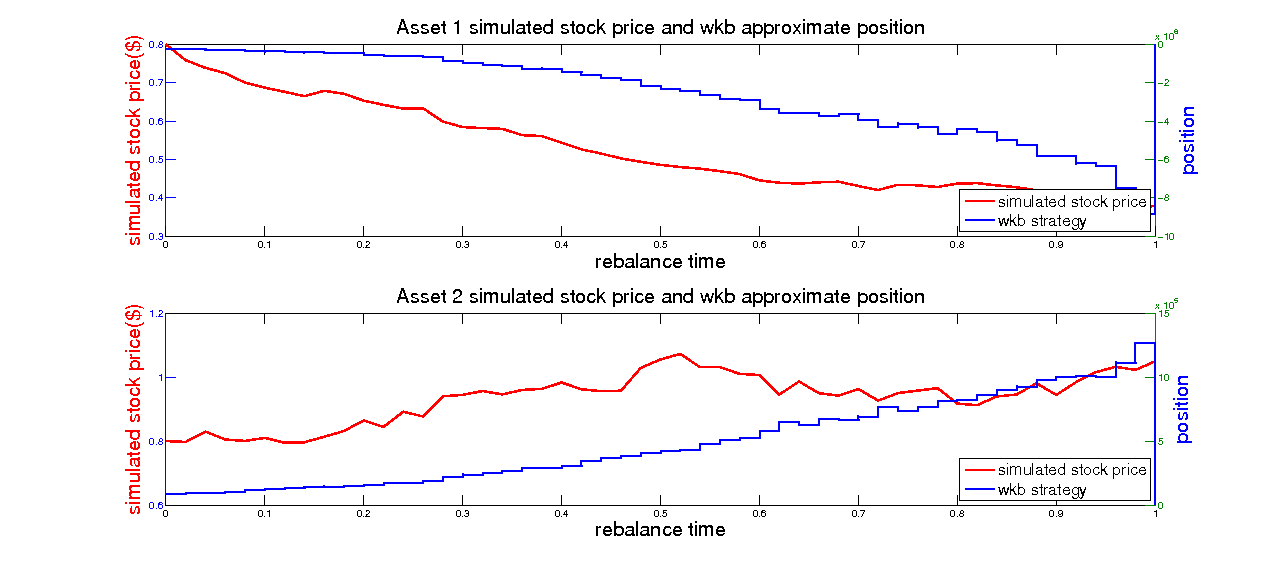 Asset 1 simulated stock price and wkb approximate position
simulated stock price($)
0.8
0.7
0.6
0.5
0.4
0.3
0 0.1 0.2 0.3 0.4 0.5 0.6 0.7 0.8 0.9 1
rebalance time
0
-2
-4
-6
-8
-10
position
simulated stock price
wkb strategy
Asset 2 simulated stock price and wkb approximate position
simulated stock price($)
1.2
1
0.8
0.6
0 0.1 0.2 0.3 0.4 0.5 0.6 0.7 0.8 0.9 1
rebalance time
15
10
5
0
position
simulated stock price
wkb strategy